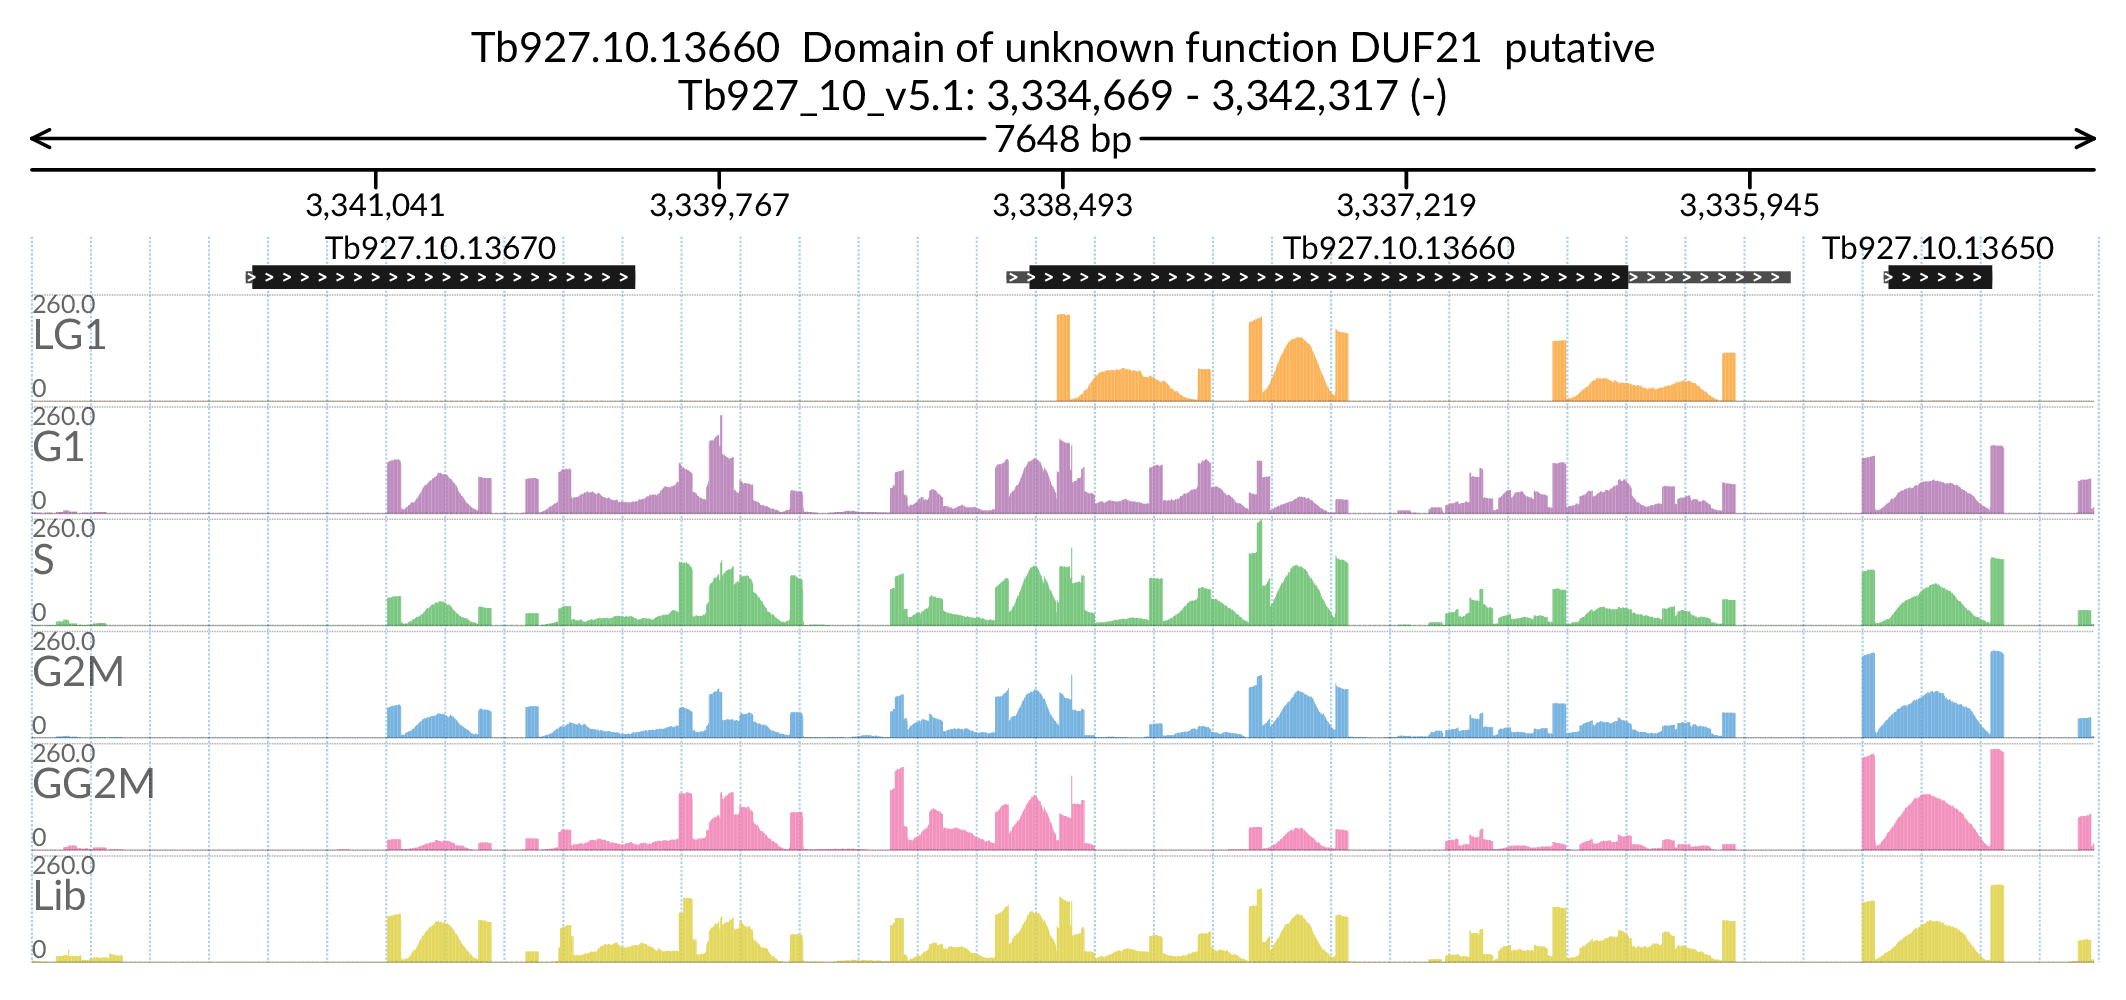 Tb927.10.13660  Domain of unknown function DUF21  putative
Tb927_10_v5.1: 3,334,669 - 3,342,317 (-)
7648 bp
3,341,041 3,339,767 3,338,493 3,337,219 3,335,945
Tb927.10.13670 Tb927.10.13660 Tb927.10.13650
260.0
LG1
0
260.0
G1
0
260.0
S
0
260.0
G2M
0
260.0
GG2M
0
260.0
Lib
0